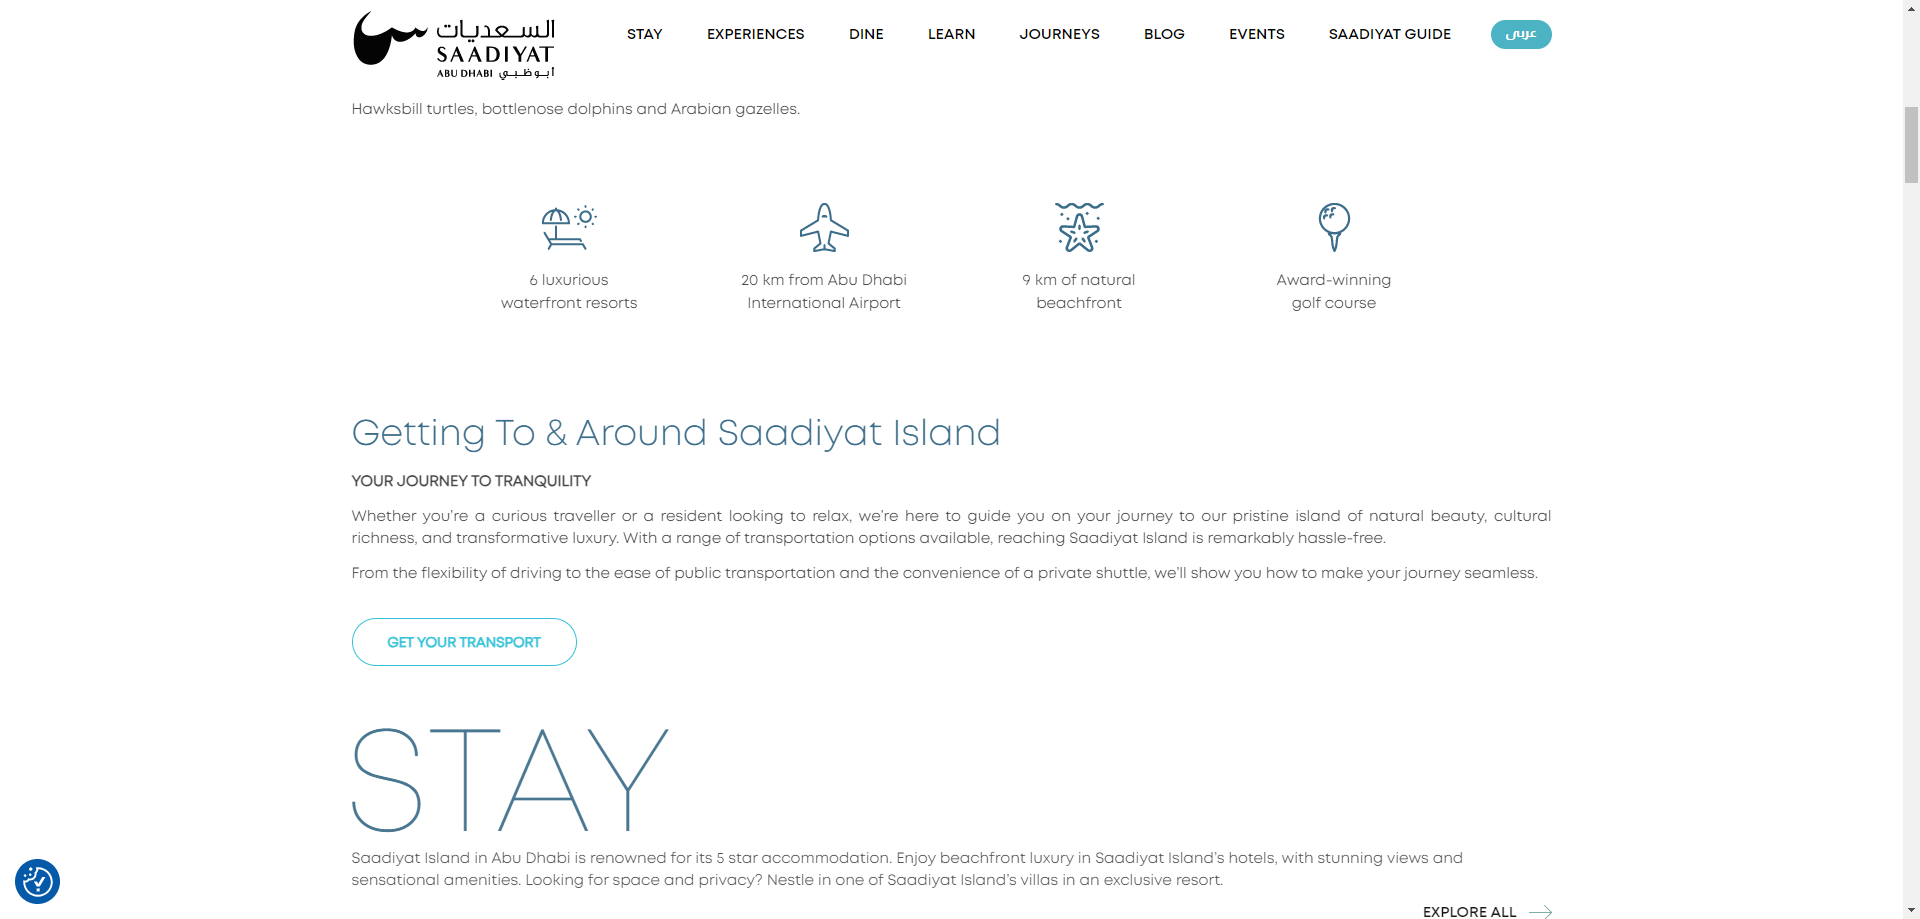 السعديات
SAADIYAT
ABU DHABI أبوظبي
STAY EXPERIENCES DINE LEARN JOURNEYS BLOG EVENTS SAADIYAT GUIDE عربى
Hawksbill turtles, bottlenose dolphins and Arabian gazelles.
6 luxurious
waterfront resorts
20 km from Abu Dhabi
International Airport
9 km of natural
beachfront
Award-winning
golf course
Getting To & Around Saadiyat Island
YOUR JOURNEY TO TRANQUILITY
Whether you’re a curious traveller or a resident looking to relax, we’re here to guide you on your journey to our pristine island of natural beauty, cultural
richness, and transformative luxury. With a range of transportation options available, reaching Saadiyat Island is remarkably hassle-free.
From the flexibility of driving to the ease of public transportation and the convenience of a private shuttle, we’ll show you how to make your journey seamless.
GET YOUR TRANSPORT
STAY
Saadiyat Island in Abu Dhabi is renowned for its 5 star accommodation. Enjoy beachfront luxury in Saadiyat Island’s hotels, with stunning views and
sensational amenities. Looking for space and privacy? Nestle in one of Saadiyat Island’s villas in an exclusive resort.
EXPLORE ALL